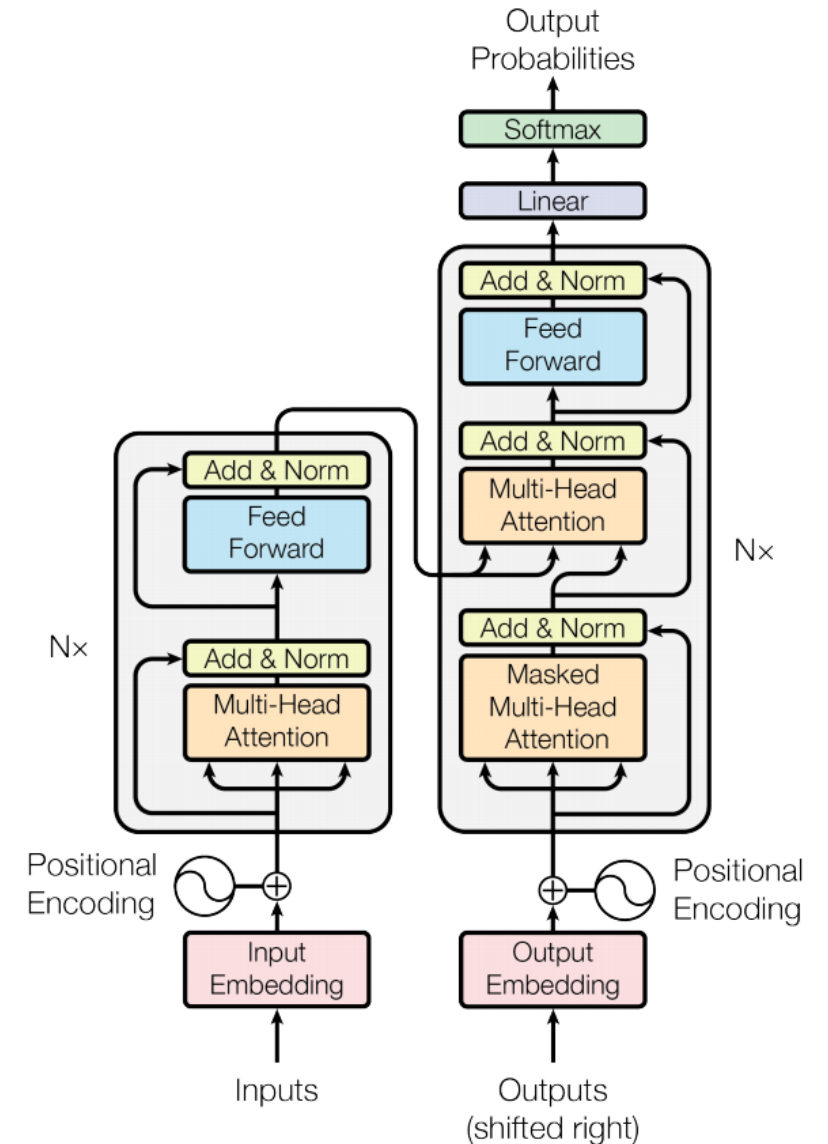 Output
Probabilities
Softmax
Linear
Add & Norm
Feed
Forward
Add & Norm
Multi-Head
Attention
Add & Norm
Masked
Multi-Head
Attention
N×
Add & Norm
Feed
Forward
Add & Norm
Multi-Head
Attention
N×
Positional
Encoding
Positional
Encoding
Input
Embedding
Output
Embedding
Inputs
Outputs
(shifted right)